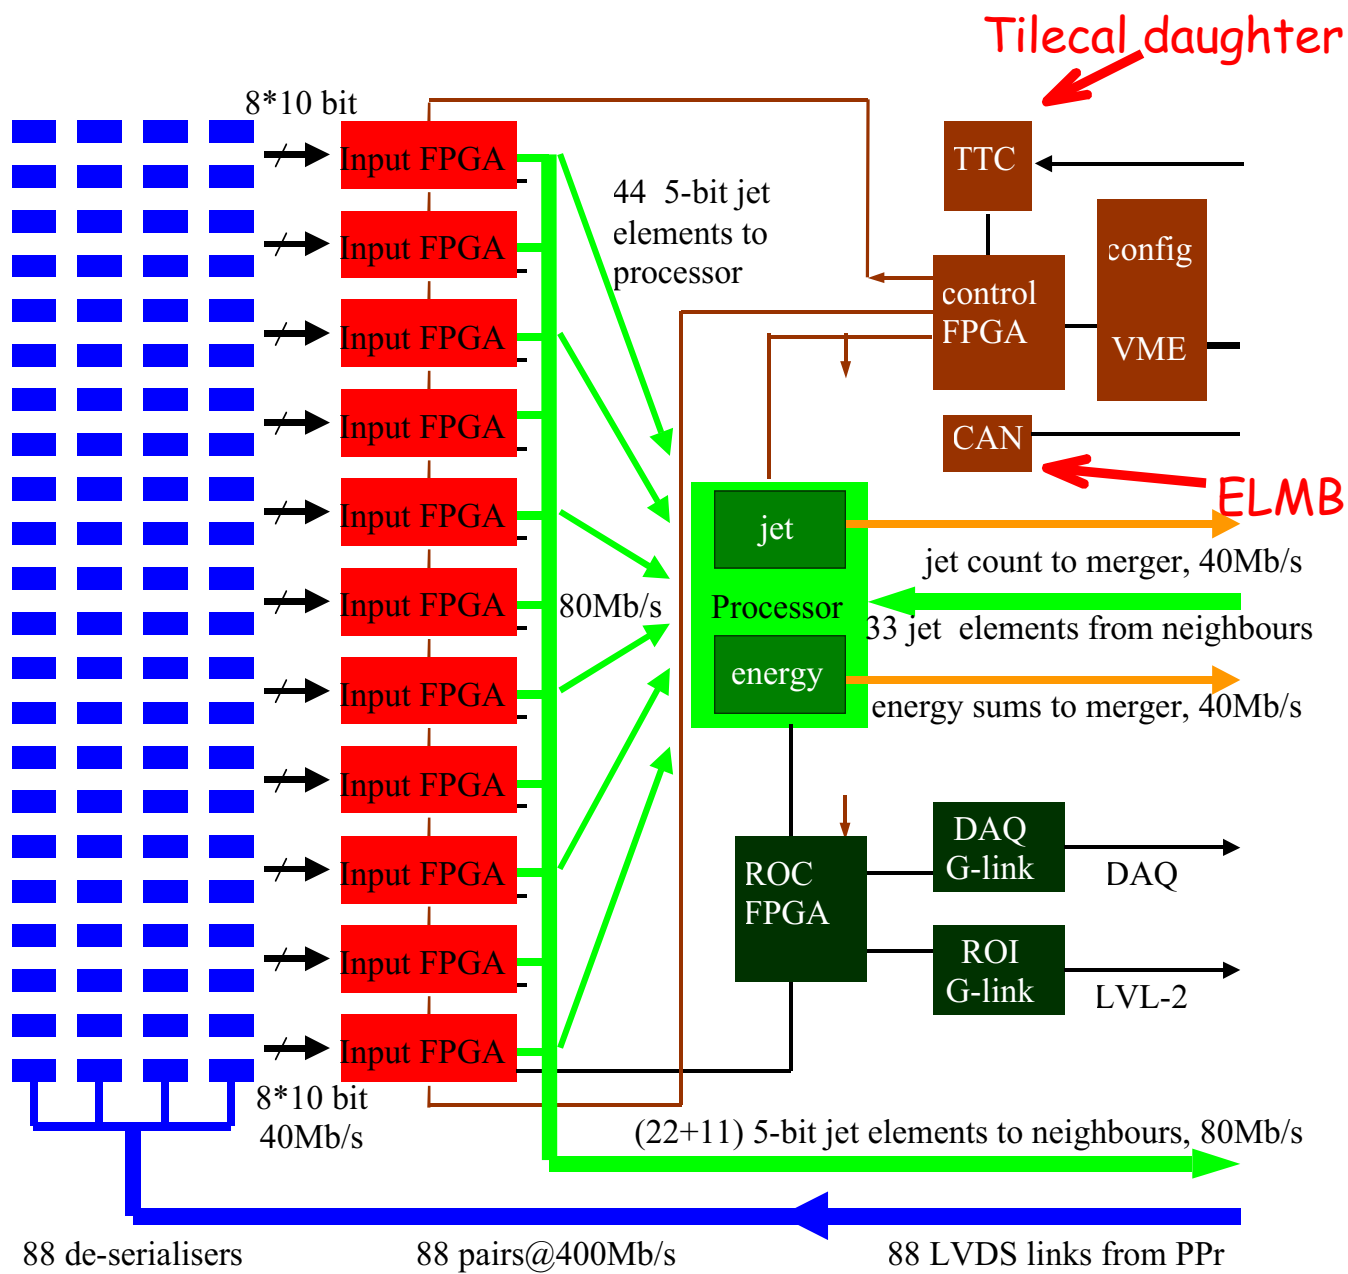 Tilecal daughter
8*10 bit
Input FPGA
TTC
44 5-bit jet
elements to
processor
Input FPGA
config
control
FPGA
VME
Input FPGA
Input FPGA
CAN
ELMB
Input FPGA
jet
jet count to merger, 40Mb/s
Input FPGA
80Mb/s
Processor
33 jet elements from neighbours
Input FPGA
energy
energy sums to merger, 40Mb/s
Input FPGA
DAQ
G-link
DAQ
Input FPGA
ROC
FPGA
Input FPGA
ROI
G-link
LVL-2
Input FPGA
8*10 bit
40Mb/s
(22+11) 5-bit jet elements to neighbours, 80Mb/s
88 de-serialisers
88 pairs@400Mb/s
88 LVDS links from PPr